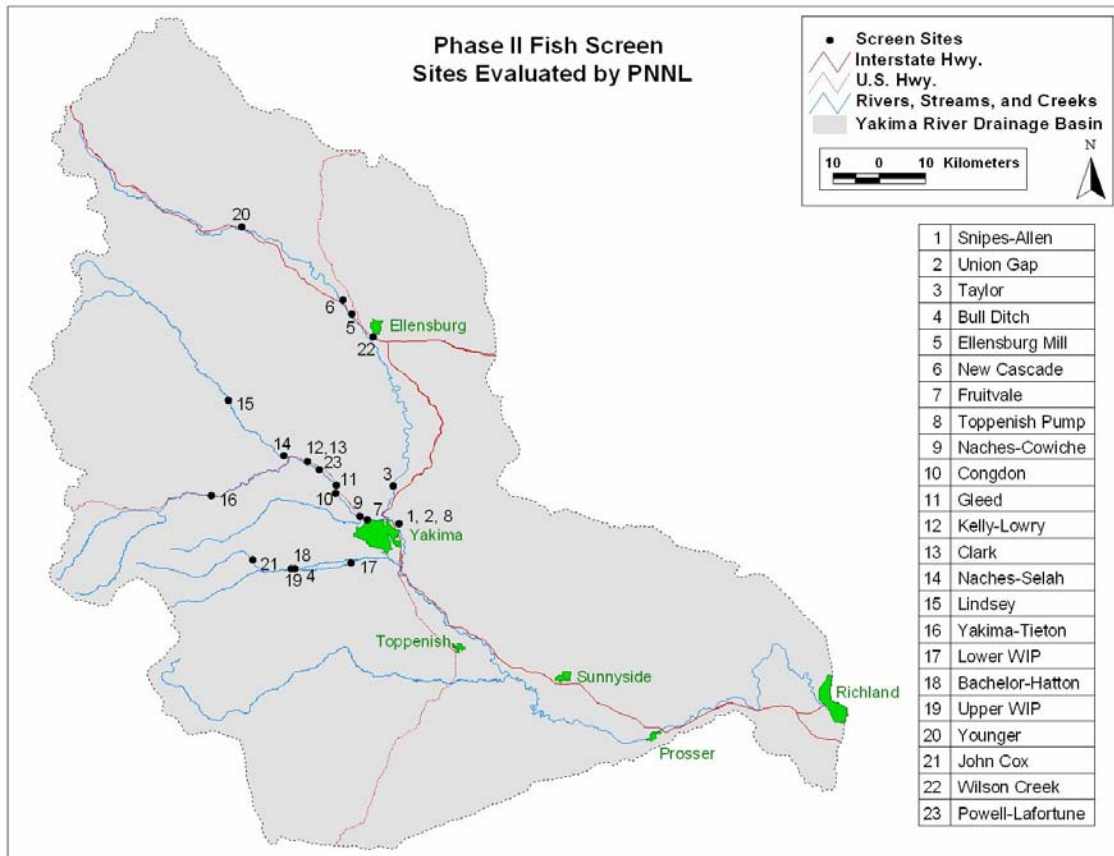 Phase II Fish Screen
Sites Evaluated by PNNL
Screen Sites
Interstate Hwy.
U.S. Hwy.
Rivers, Streams, and Creeks
Yakima River Drainage Basin
N
10 0 10 Kilometers
20
6
5
Ellensburg
22
15
14
12, 13
23
11
10
3
16
9
7
1, 2, 8
Yakima
21
18
19
4
17
Toppenish
Sunnyside
Richland
Prosser
1 Snipes-Allen
2 Union Gap
3 Taylor
4 Bull Ditch
5 Ellensburg Mill
6 New Cascade
7 Fruitvale
8 Toppenish Pump
9 Naches-Cowiche
10 Congdon
11 Gleed
12 Kelly-Lowry
13 Clark
14 Naches-Selah
15 Lindsey
16 Yakima-Tieton
17 Lower WIP
18 Bachelor-Hatton
19 Upper WIP
20 Younger
21 John Cox
22 Wilson Creek
23 Powell-Lafortune